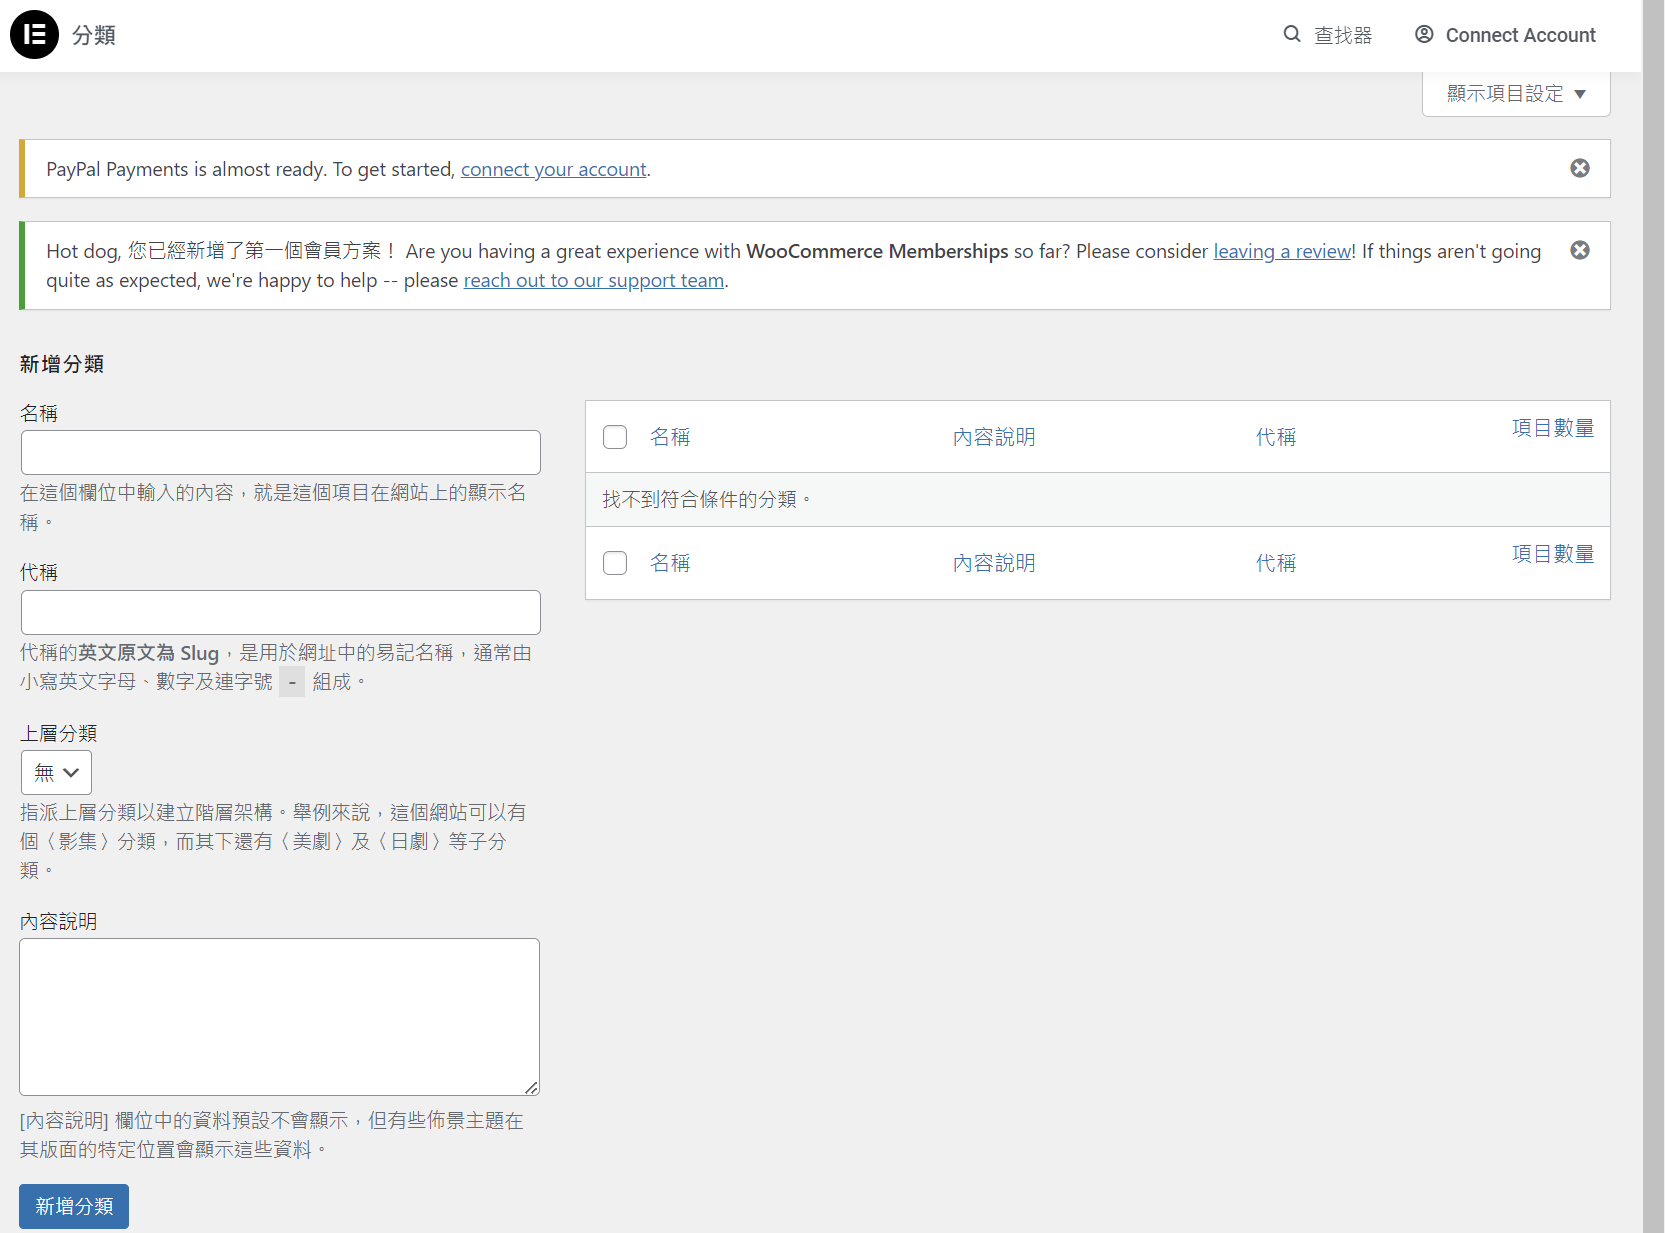 分類
查找器
Connect Account
顯示項目設定
PayPal Payments is almost ready. To get started, connect your account.
Hot dog, 您已經新增了第一個會員方案！ Are you having a great experience with WooCommerce Memberships so far? Please consider leaving a review! If things aren't going
quite as expected, we're happy to help -- please reach out to our support team.
新增分類
名稱
在這個欄位中輸入的內容，就是這個項目在網站上的顯示名
稱。
代稱
代稱的英文原文為 Slug，是用於網址中的易記名稱，通常由
小寫英文字母、數字及連字號 - 組成。
上層分類
無
指派上層分類以建立階層架構。舉例來說，這個網站可以有
個〈影集〉分類，而其下還有〈美劇〉及〈日劇〉等子分
類。
內容說明
[內容說明] 欄位中的資料預設不會顯示，但有些佈景主題在
其版面的特定位置會顯示這些資料。
新增分類
名稱 內容說明 代稱 項目數量
找不到符合條件的分類。
名稱 內容說明 代稱 項目數量